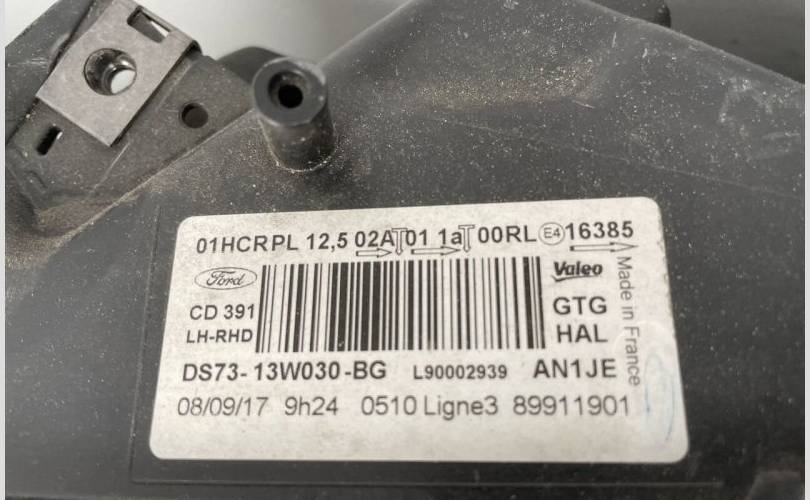 01HCRPL 12,5 02A 01 1a 00RL E4 16385
Ford
Valeo
CD 391
GTG
LH-RHD
HAL
Made in France
DS73-13W030-BG L90002939 AN1JE
08/09/17 9h24 0510 Ligne3 89911901